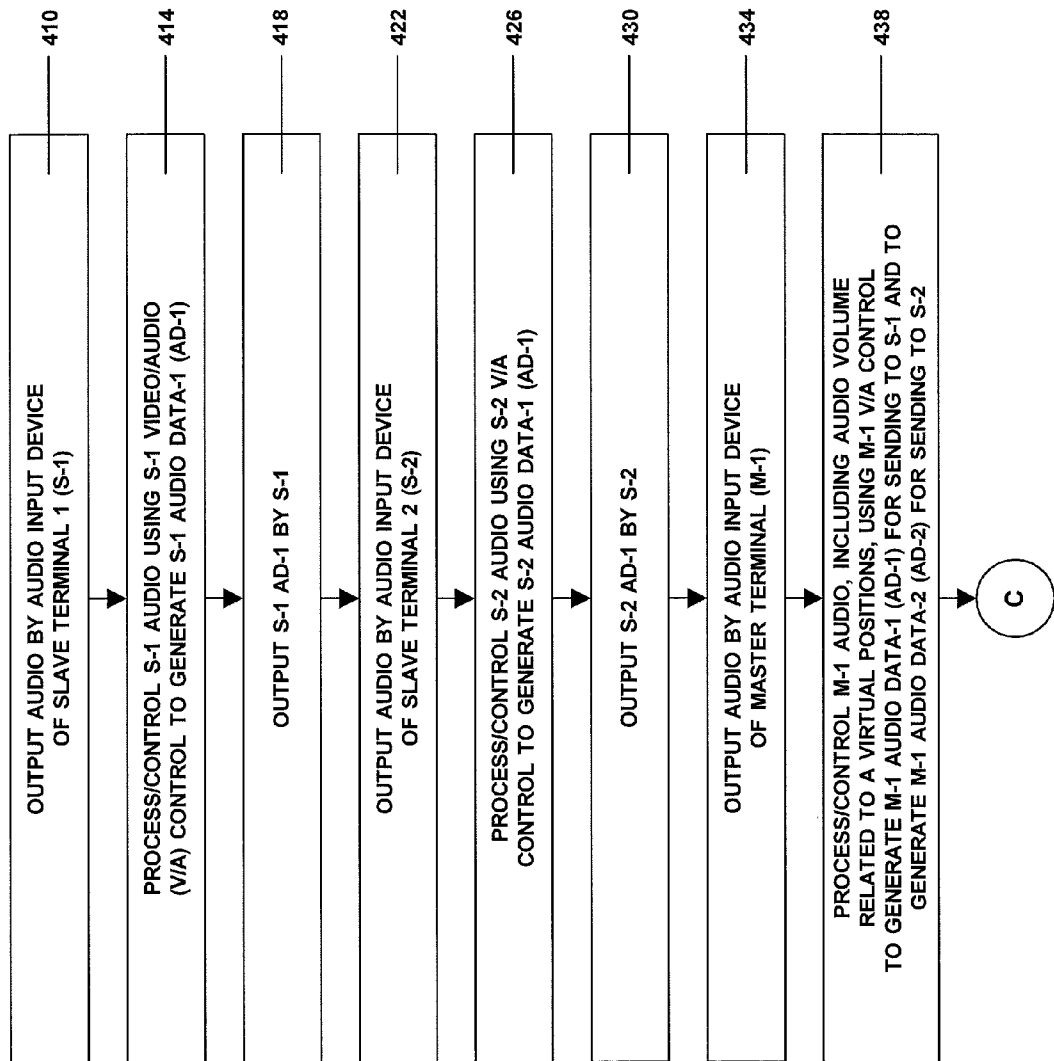 OUTPUT AUDIO BY AUDIO INPUT DEVICE
OF SLAVE TERMINAL 1 (S-1)
410
PROCESS/CONTROL S-1 AUDIO USING S-1 VIDEO/AUDIO
(V/A) CONTROL TO GENERATE S-1 AUDIO DATA-1 (AD-1)
414
OUTPUT S-1 AD-1 BY S-1
418
OUTPUT AUDIO BY AUDIO INPUT DEVICE
OF SLAVE TERMINAL 2 (S-2)
422
PROCESS/CONTROL S-2 AUDIO USING S-2 V/A
CONTROL TO GENERATE S-2 AUDIO DATA-1 (AD-1)
426
OUTPUT S-2 AD-1 BY S-2
430
OUTPUT AUDIO BY AUDIO INPUT DEVICE
OF MASTER TERMINAL (M-1)
434
PROCESS/CONTROL M-1 AUDIO, INCLUDING AUDIO VOLUME
RELATED TO A VIRTUAL POSITIONS, USING M-1 V/A CONTROL
TO GENERATE M-1 AUDIO DATA-1 (AD-1) FOR SENDING TO S-1 AND TO
GENERATE M-1 AUDIO DATA-2 (AD-2) FOR SENDING TO S-2
438
C